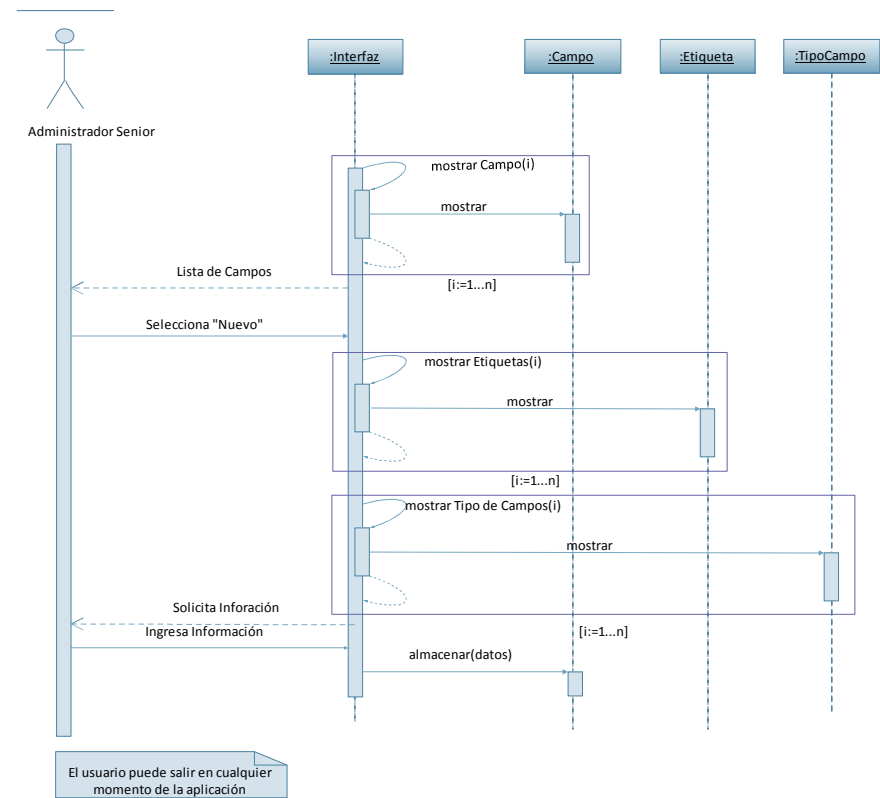 :Interfaz
:Campo
:Etiqueta
:TipoCampo
Administrador Senior
mostrar Campo(i)
mostrar
Lista de Campos
[i:=1...n]
Selecciona "Nuevo"
mostrar Etiquetas(i)
mostrar
[i:=1...n]
mostrar Tipo de Campos(i)
mostrar
Solicita Inforación
Ingresa Información
[i:=1...n]
almacenar(datos)
El usuario puede salir en cualquier
momento de la aplicación